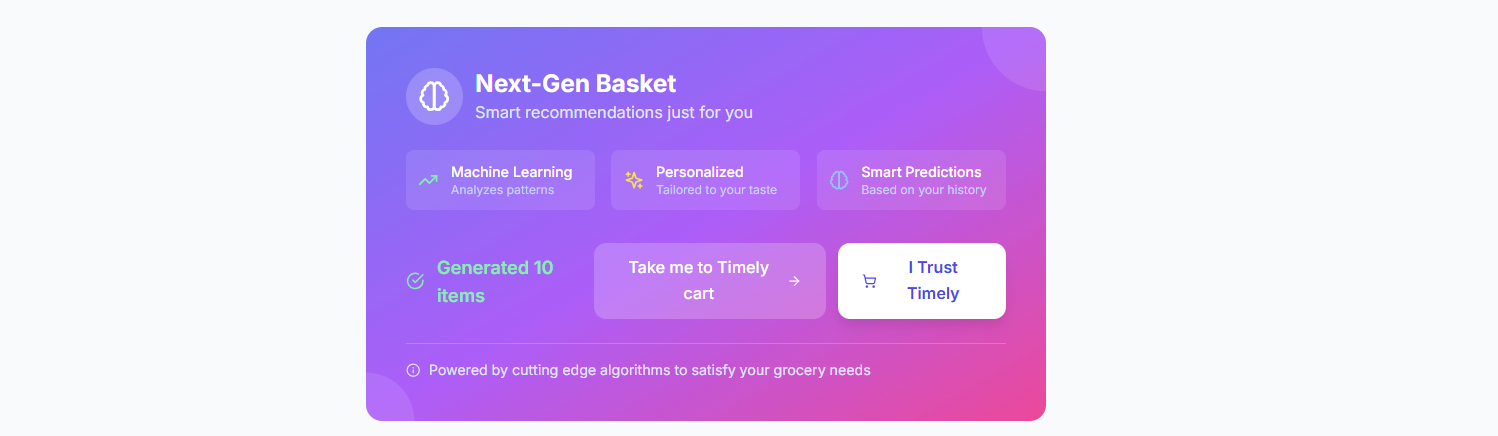 Next-Gen Basket
Smart recommendations just for you
Machine Learning
Analyzes patterns
Personalized
Tailored to your taste
Smart Predictions
Based on your history
Generated 10
items
Take me to Timely
cart
I Trust
Timely
Powered by cutting edge algorithms to satisfy your grocery needs